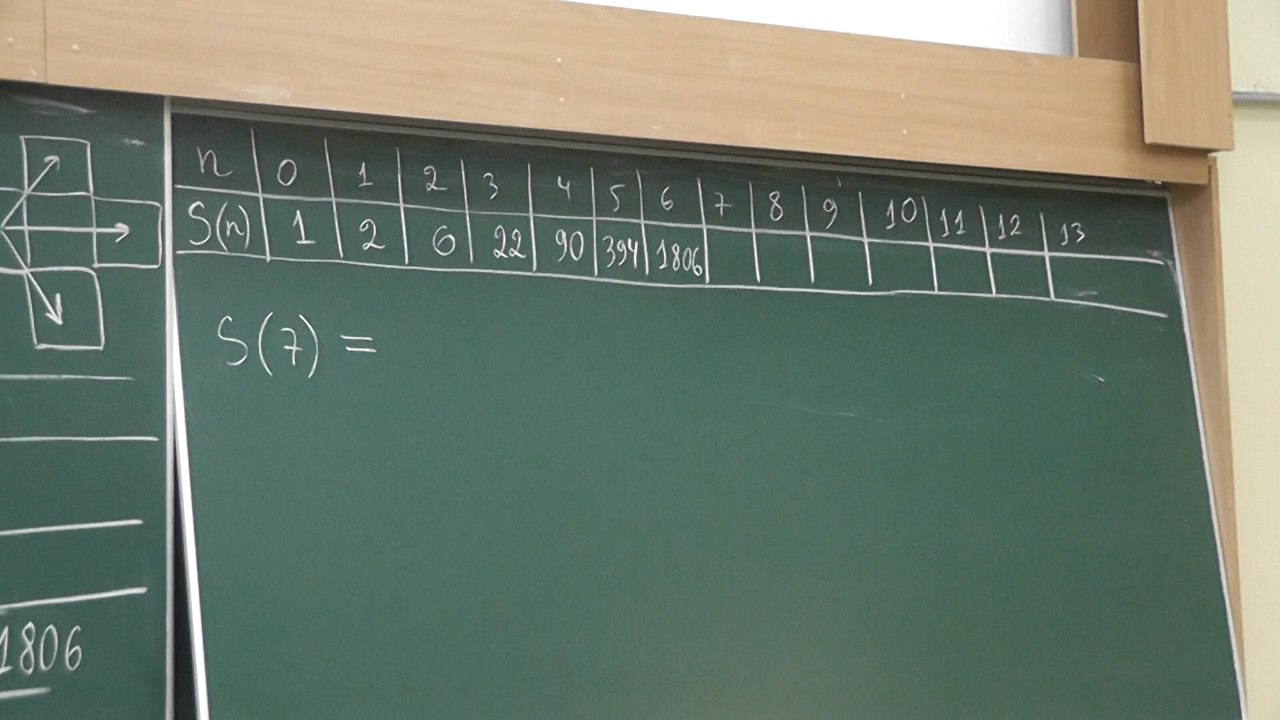 n 0 1 2 3 4 5 6 7 8 9 10 11 12 13
S(n) 1 2 6 22 90 394 1806
S(7) =
1806